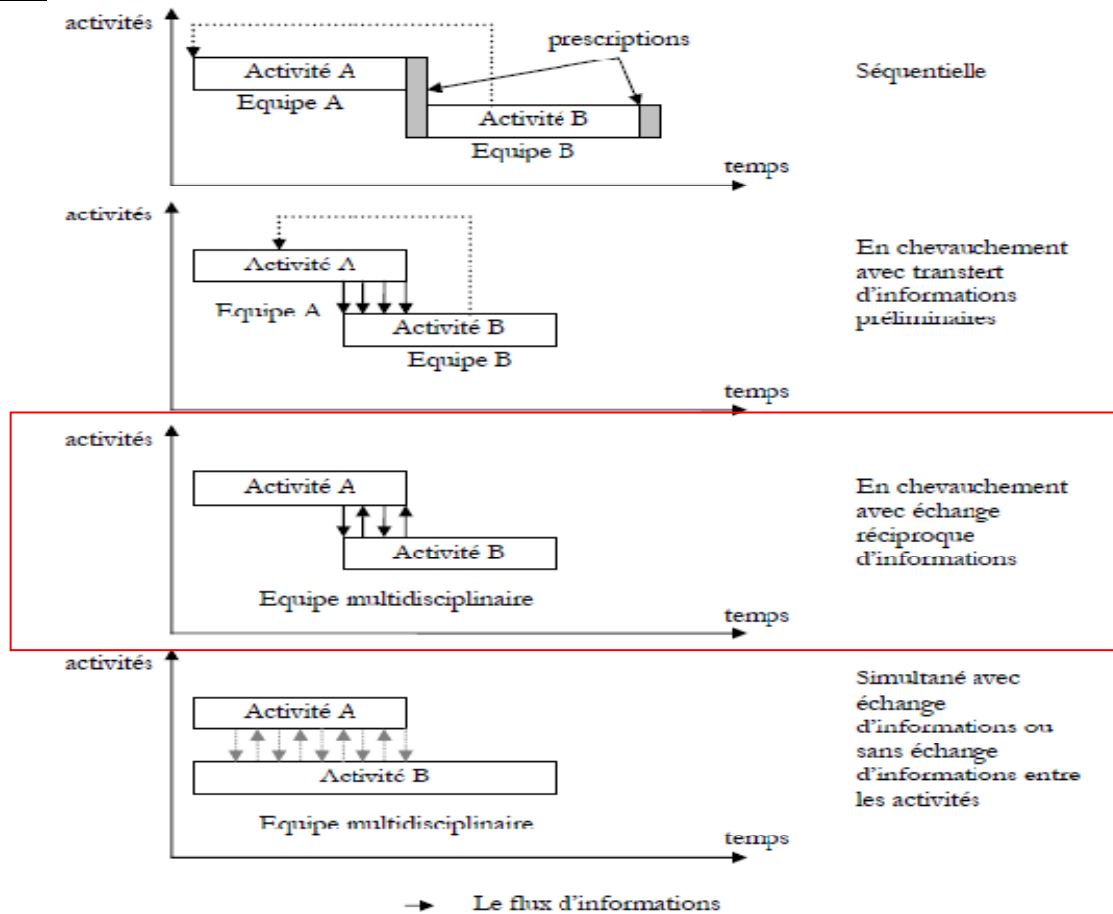 activités
prescriptions
Activité A
Séquentielle
Equipe A
Activité B
Equipe B
temps
activités
Activité A
En chevauchement
avec transfert
d'informations
préliminaires
Equipe A
Activité B
Equipe B
temps
activités
Activité A
En chevauchement
avec échange
réciproque
d'informations
Activité B
Equipe multidisciplinaire
temps
activités
Simultané avec
échange
d'informations ou
sans échange
d'informations entre
les activités
Activité A
Activité B
Equipe multidisciplinaire
temps
Le flux d'informations